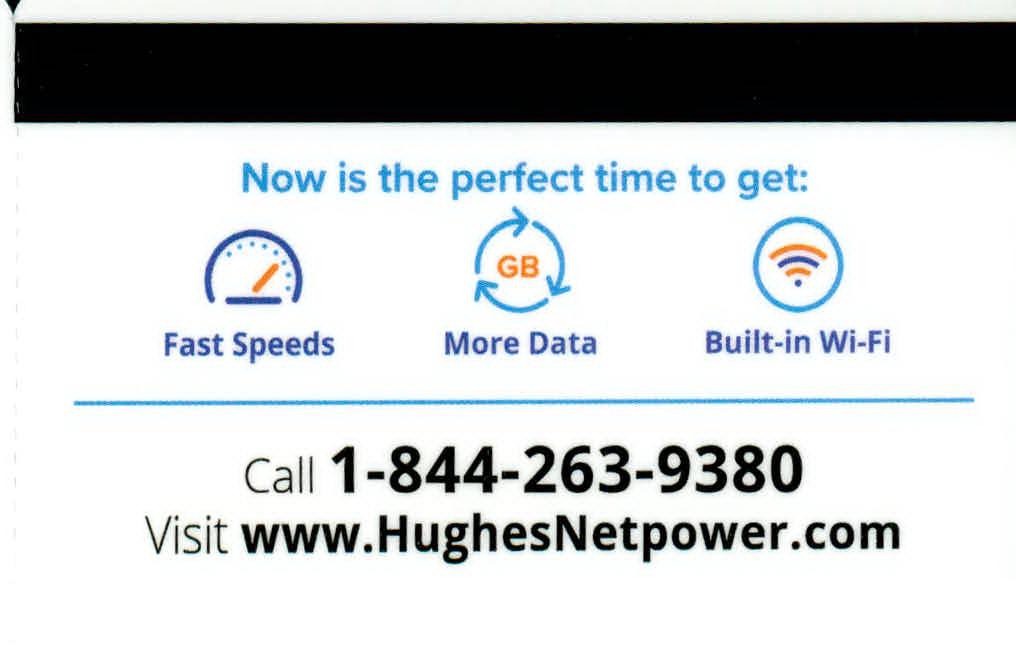 Now is the perfect time to get:
GB
Fast Speeds More Data Built-in Wi-Fi
Call 1-844-263-9380
Visit www.HughesNetpower.com